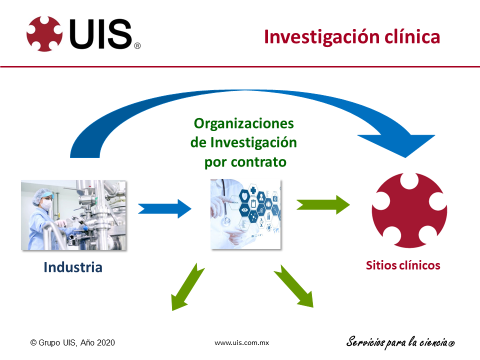 UIS®
Investigación clínica
Organizaciones
de Investigación
por contrato
Industria
Sitios clínicos
© Grupo UIS, Año 2020
www.uis.com.mx
Servicios para la ciencia®